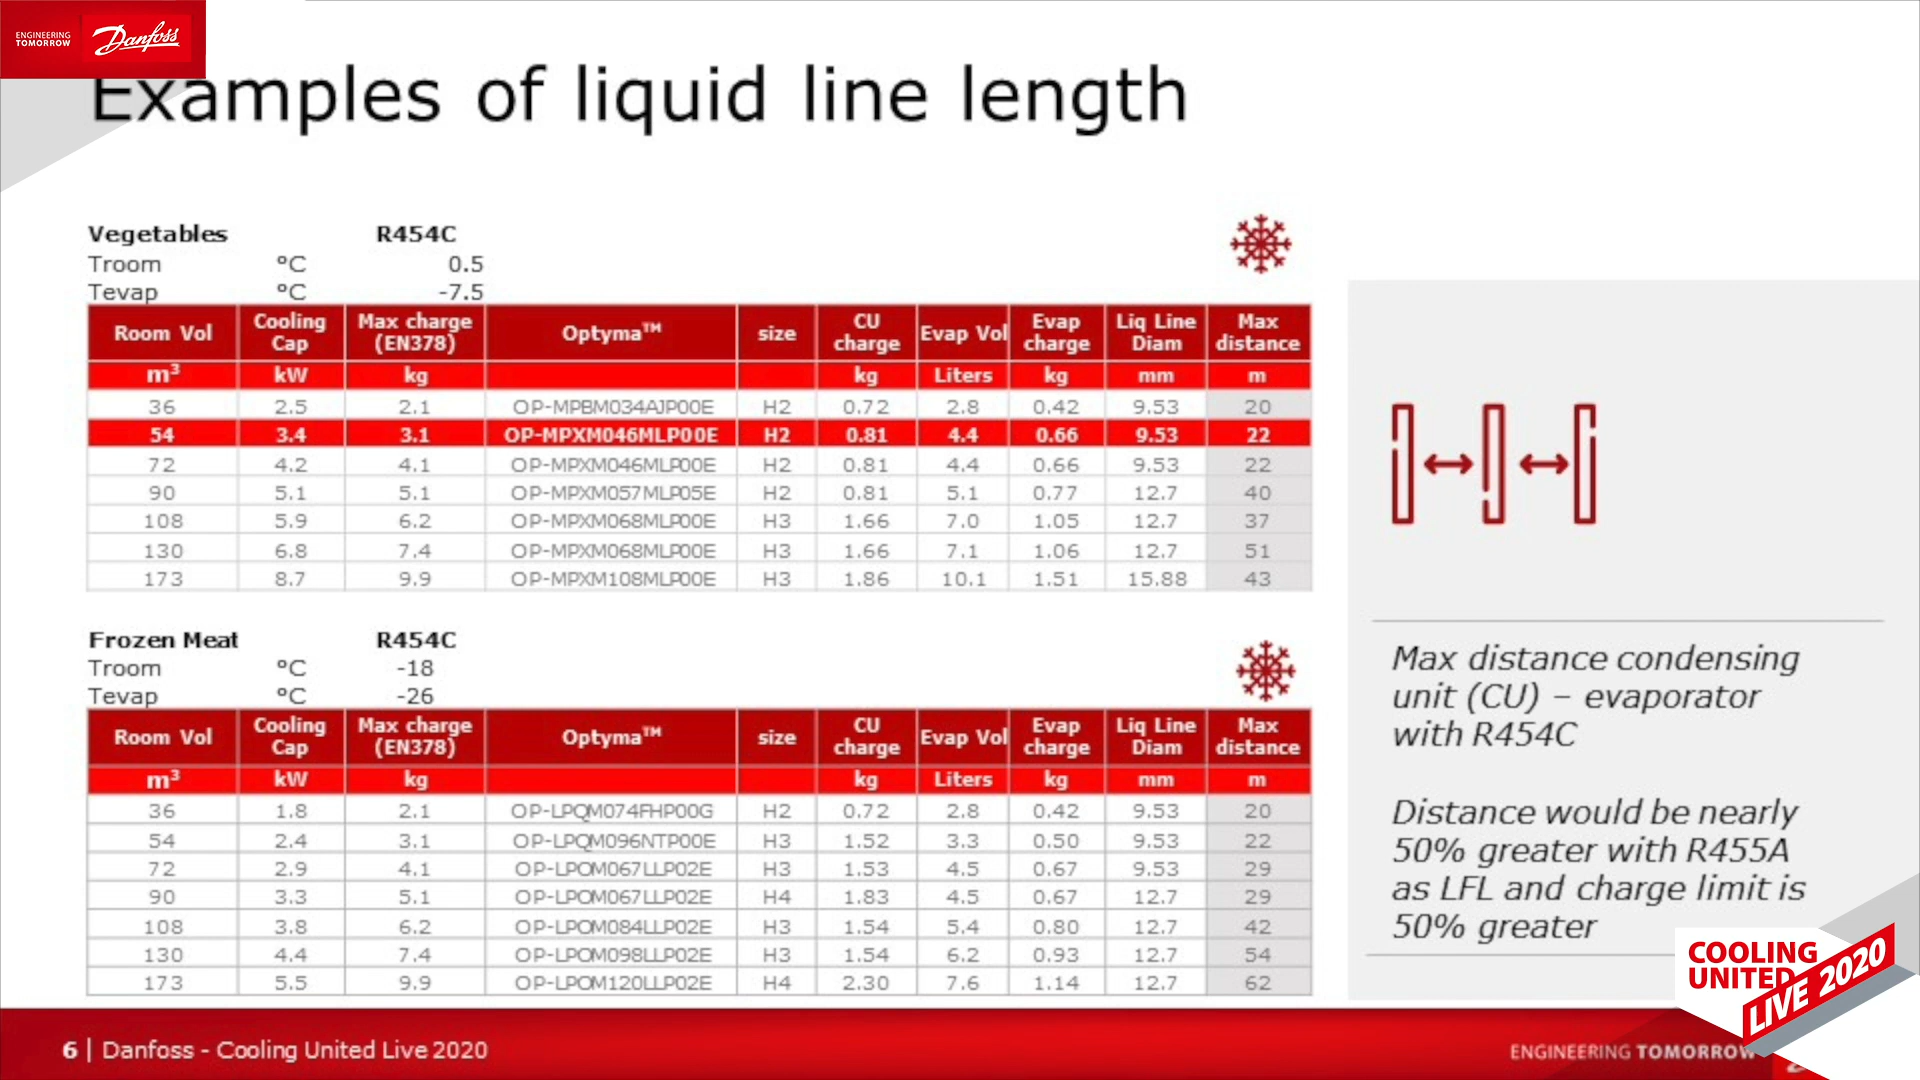 ENGINEERING
TOMORROW
Danfoss
Examples of liquid line length
Vegetables R454C
Troom °C 0.5
Tevap °C -7.5
Room Vol Cooling Cap Max charge (EN378) Optyma™ size CU charge Evap Vol Evap charge Liq Line Diam Max distance
m³ kW kg kg Liters kg mm m
36 2.5 2.1 OP-MPBM034AJP00E H2 0.72 2.8 0.42 9.53 20
54 3.4 3.1 OP-MPXM046MLP00E H2 0.81 4.4 0.66 9.53 22
72 4.2 4.1 OP-MPXM046MLP00E H2 0.81 4.4 0.66 9.53 22
90 5.1 5.1 OP-MPXM057MLP05E H2 0.81 5.1 0.77 12.7 40
108 5.9 6.2 OP-MPXM068MLP00E H3 1.66 7.0 1.05 12.7 37
130 6.8 7.4 OP-MPXM068MLP00E H3 1.66 7.1 1.06 12.7 51
173 8.7 9.9 OP-MPXM108MLP00E H3 1.86 10.1 1.51 15.88 43
Frozen Meat R454C
Troom °C -18
Tevap °C -26
Room Vol Cooling Cap Max charge (EN378) Optyma™ size CU charge Evap Vol Evap charge Liq Line Diam Max distance
m³ kW kg kg Liters kg mm m
36 1.8 2.1 OP-LPQM074FHP00G H2 0.72 2.8 0.42 9.53 20
54 2.4 3.1 OP-LPQM096NTP00E H3 1.52 3.3 0.50 9.53 22
72 2.9 4.1 OP-LPOM067LLP02E H3 1.53 4.5 0.67 9.53 29
90 3.3 5.1 OP-LPOM067LLP02E H4 1.83 4.5 0.67 12.7 29
108 3.8 6.2 OP-LPOM084LLP02E H3 1.54 5.4 0.80 12.7 42
130 4.4 7.4 OP-LPOM098LLP02E H3 1.54 6.2 0.93 12.7 54
173 5.5 9.9 OP-LPOM120LLP02E H4 2.30 7.6 1.14 12.7 62
Max distance condensing
unit (CU) – evaporator
with R454C
Distance would be nearly
50% greater with R455A
as LFL and charge limit is
50% greater
COOLING
UNITED
LIVE 2020
6 | Danfoss - Cooling United Live 2020
ENGINEERING TOMORROW